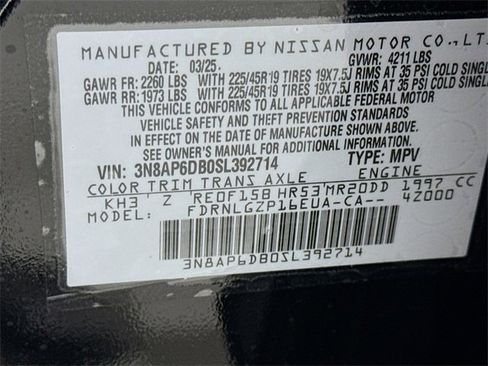 MANUFACTURED BY NISSAN MOTOR CO., LT
DATE: 03/25 GVWR: 4211 LBS
GAWR FR: 2260 LBS WITH 225/45R19 TIRES 19X7.5J RIMS AT 35 PSI COLD SINGL
GAWR RR: 1973 LBS WITH 225/45R19 TIRES 19X7.5J RIMS AT 35 PSI COLD SINGL
THIS VEHICLE CONFORMS TO ALL APPLICABLE FEDERAL MOTOR
VEHICLE SAFETY AND THEFT PREVENTION STANDARDS
IN EFFECT ON THE DATE OF MANUFACTURE SHOWN ABOVE.
SEE OWNER'S MANUAL FOR ADDITIONAL INFORMATION.
VIN: 3N8AP6DB0SL392714 TYPE: MPV
COLOR TRIM TRANS AXLE ENGINE
KH3 Z RE0F15B HR53 MR20DD 1997 CC
MODEL: FDRNLGZP16EUA-CA-- 4Z000
3N8AP6DB0SL392714